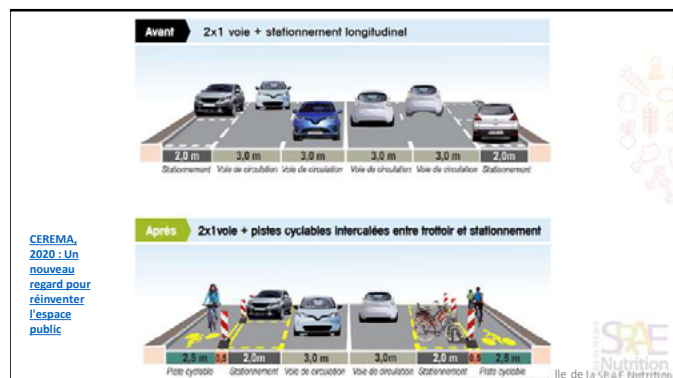 Avant 2x1 voie + stationnement longitudinal
2,0 m 3,0 m 3,0 m 3,0 m 3,0 m 2,0m
Stationnement Voie de circulation Voie de circulation Voie de circulation Voie de circulation Stationnement
Après 2x1voie + pistes cyclables intercalées entre trottoir et stationnement
CEREMA,
2020 : Un
nouveau
regard pour
réinventer
l'espace
public
2,5 m 0,5 2,0m 3,0 m 3,0m 2,0 m 0,5 2,5 m
Piste cyclable Stationnement Voie de circulation Voie de circulation Stationnement Piste cyclable
SRAE
Nutrition